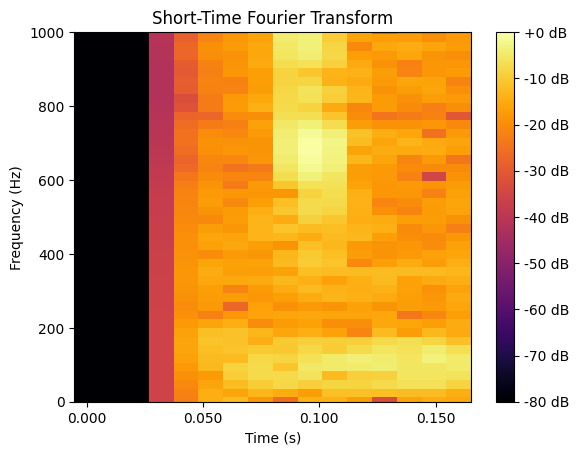 Short-Time Fourier Transform
1000
800
600
400
200
0
Frequency (Hz)
0.000
0.050
0.100
0.150
Time (s)
+0 dB
-10 dB
-20 dB
-30 dB
-40 dB
-50 dB
-60 dB
-70 dB
-80 dB